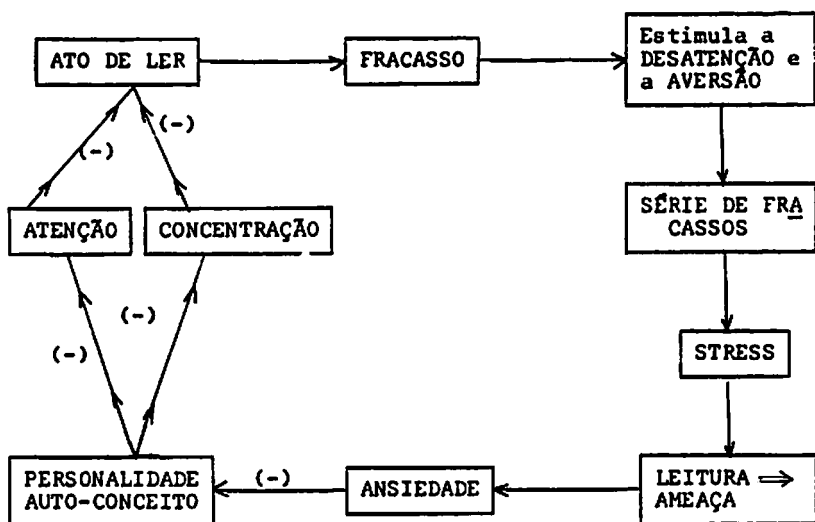 ATO DE LER
FRACASSO
Estimula a
DESATENÇÃO e
a AVERSÃO
(-)
(-)
ATENÇÃO
CONCENTRAÇÃO
SÉRIE DE FRA
CASSOS
(-)
(-)
STRESS
PERSONALIDADE
AUTO-CONCEITO
(-)
ANSIEDADE
LEITURA ⇒
AMEAÇA